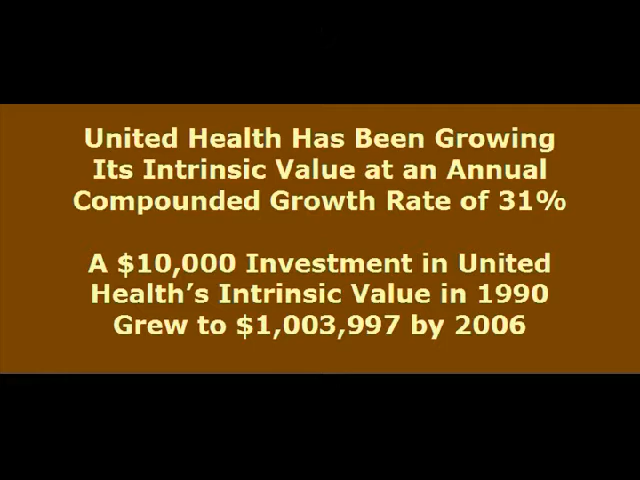 United Health Has Been Growing
Its Intrinsic Value at an Annual
Compounded Growth Rate of 31%
A $10,000 Investment in United
Health’s Intrinsic Value in 1990
Grew to $1,003,997 by 2006